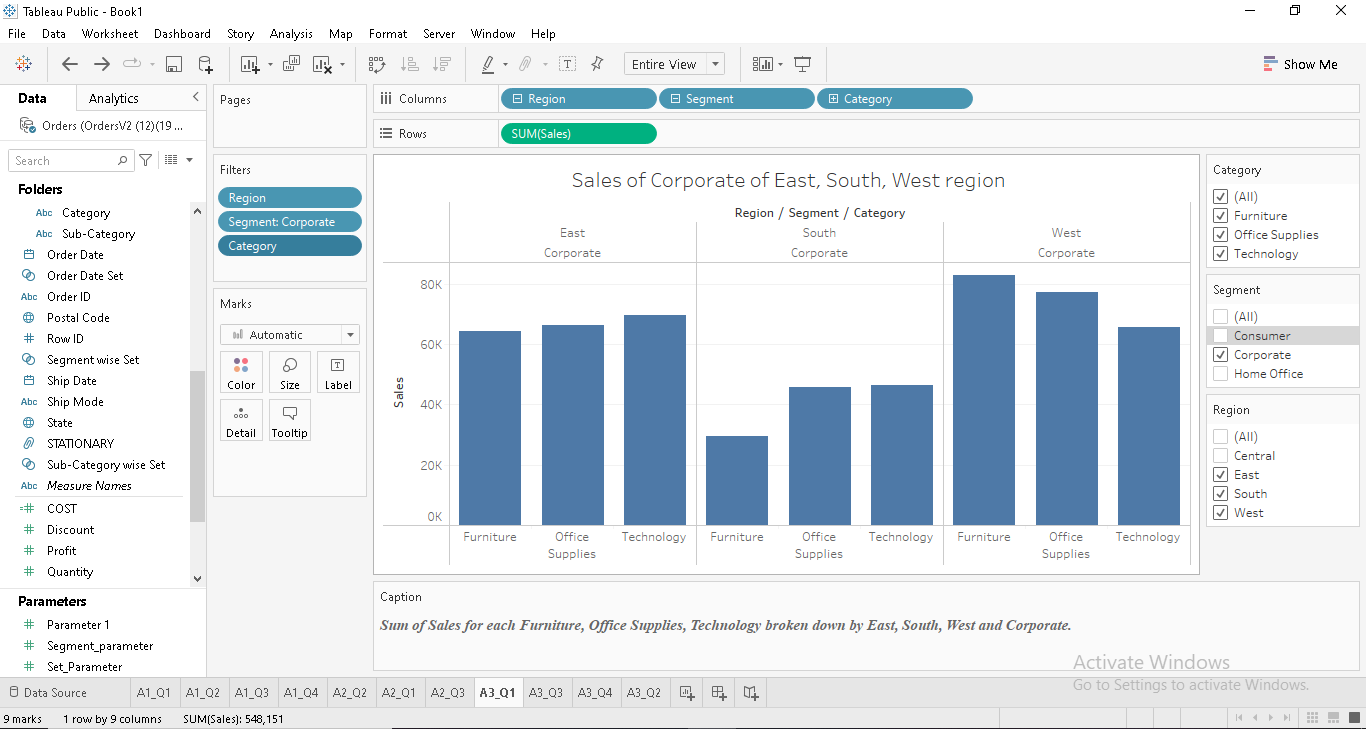 Tableau Public - Book1
File Data Worksheet Dashboard Story Analysis Map Format Server Window Help
Entire View
Show Me
Data Analytics
Orders (OrdersV2 (12)(19 ...
Search
Folders
Abc Category
Abc Sub-Category
Order Date
Order Date Set
Abc Order ID
Postal Code
# Row ID
Segment wise Set
Ship Date
Abc Ship Mode
State
STATIONARY
Sub-Category wise Set
Abc Measure Names
=# COST
# Discount
# Profit
# Quantity
Parameters
# Parameter 1
# Segment_parameter
# Set_Parameter
Pages
Filters
Region
Segment: Corporate
Category
Marks
Automatic
Color Size Label
Detail Tooltip
Columns Region Segment Category
Rows SUM(Sales)
Sales of Corporate of East, South, West region
Region / Segment / Category
East South West
Corporate Corporate Corporate
80K
60K
40K
20K
0K
Sales
Furniture Office Supplies Technology Furniture Office Supplies Technology Furniture Office Supplies Technology
Caption
Sum of Sales for each Furniture, Office Supplies, Technology broken down by East, South, West and Corporate.
Category
(All)
Furniture
Office Supplies
Technology
Segment
(All)
Consumer
Corporate
Home Office
Region
(All)
Central
East
South
West
Activate Windows
Go to Settings to activate Windows.
Data Source A1_Q1 A1_Q2 A1_Q3 A1_Q4 A2_Q2 A2_Q1 A2_Q3 A3_Q1 A3_Q3 A3_Q4 A3_Q2
9 marks 1 row by 9 columns SUM(Sales): 548,151